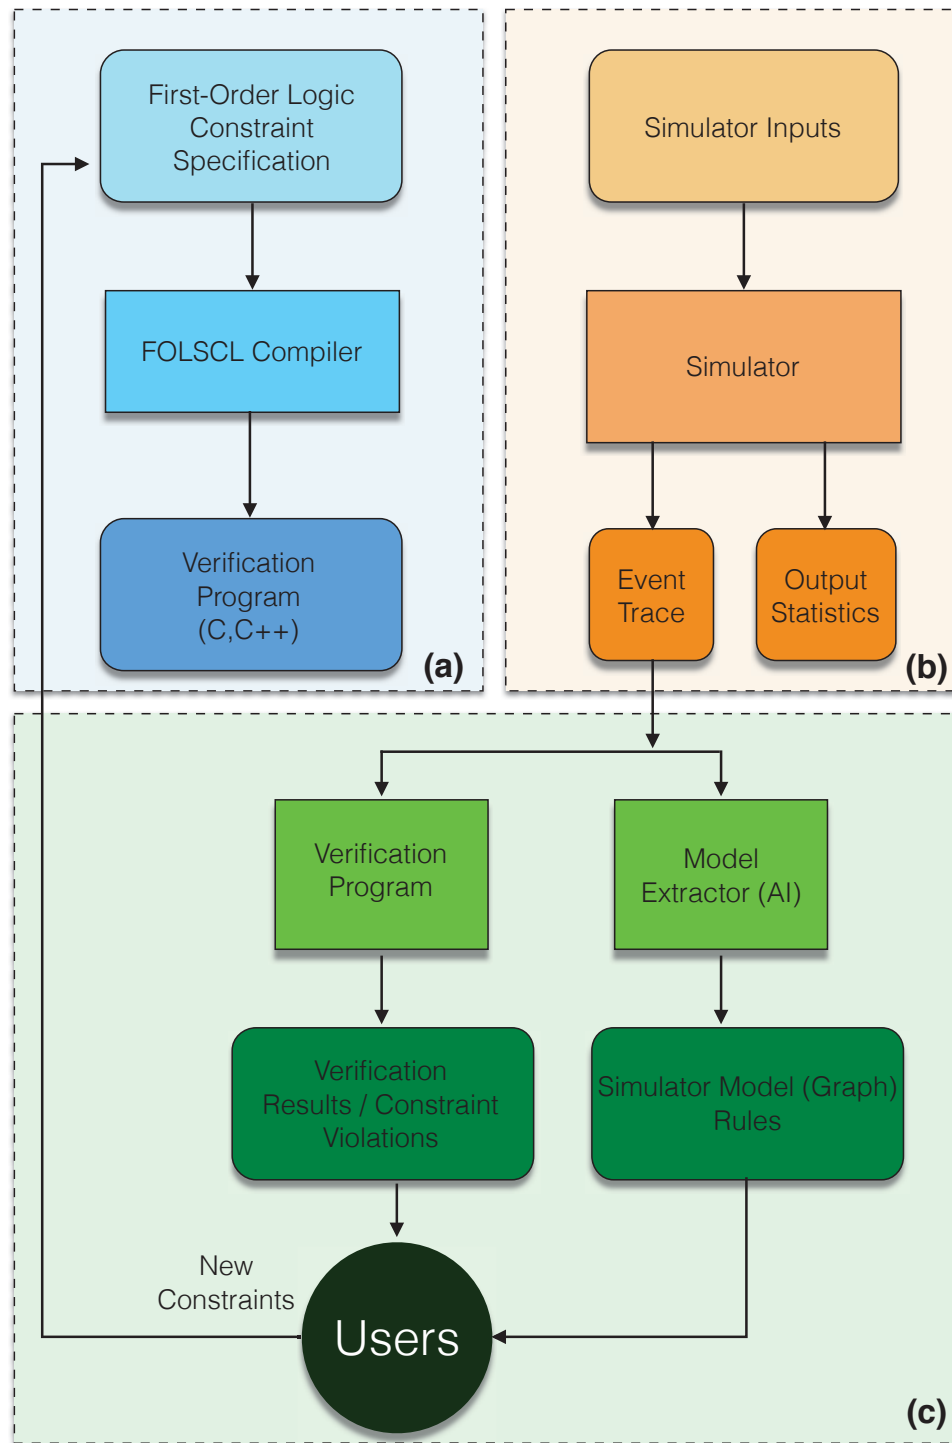 First-Order Logic
Constraint
Specification
FOLSCL Compiler
Verification
Program
(C,C++)
(a)
Simulator Inputs
Simulator
Event
Trace
Output
Statistics
(b)
Verification
Program
Model
Extractor (AI)
Verification
Results / Constraint
Violations
Simulator Model (Graph)
Rules
New
Constraints
Users
(c)